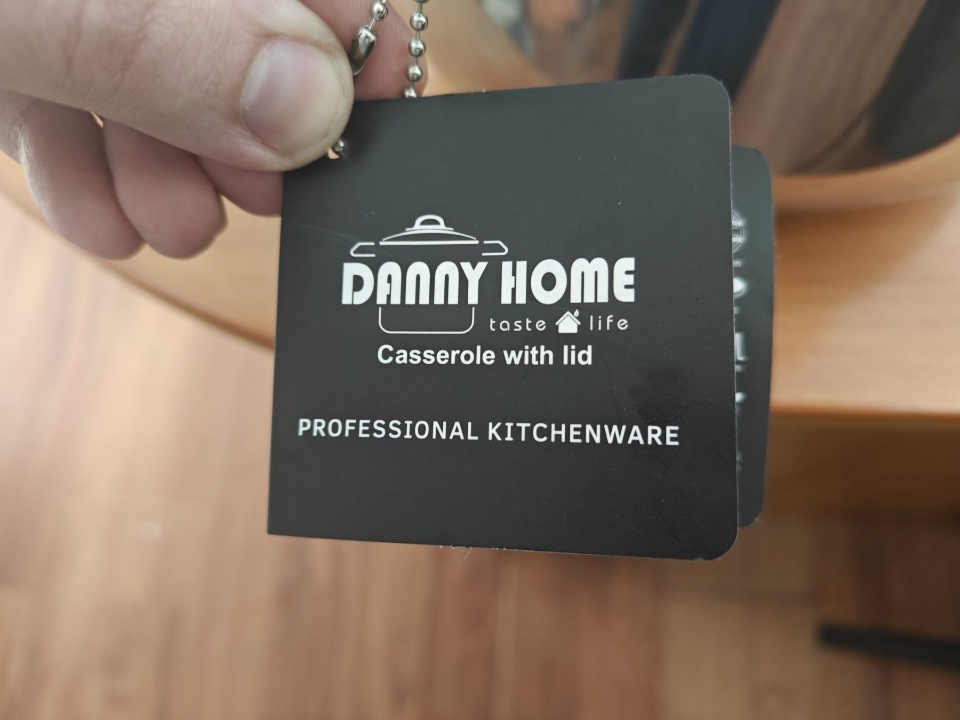 DANNY HOME
taste life
Casserole with lid
PROFESSIONAL KITCHENWARE